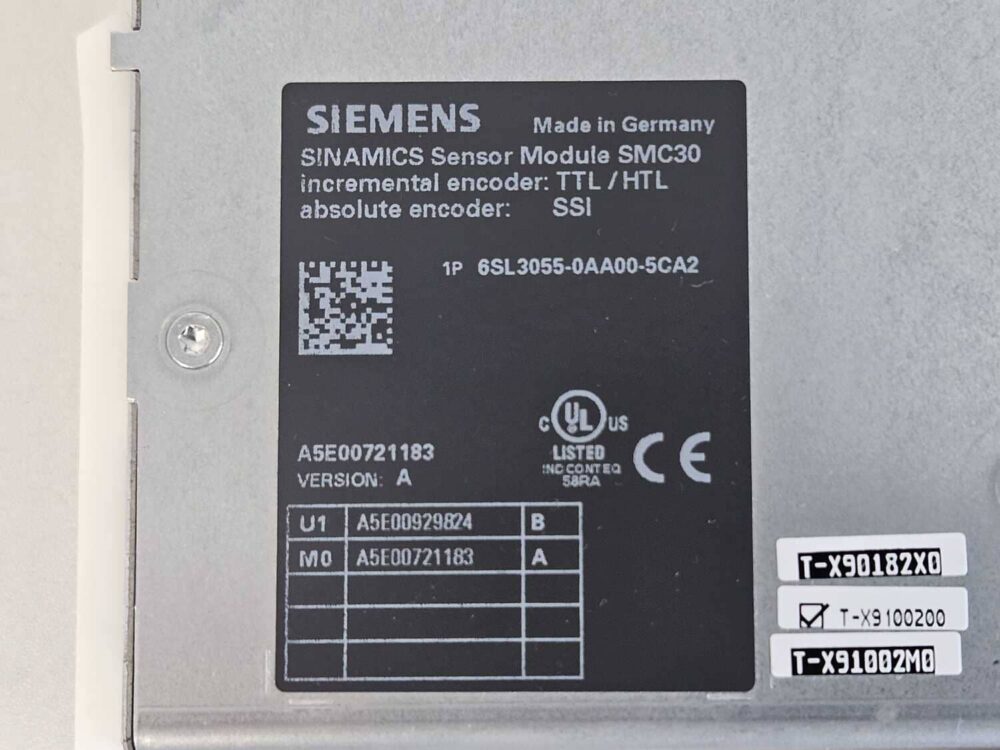 SIEMENS
Made in Germany
SINAMICS Sensor Module SMC30
incremental encoder: TTL / HTL
absolute encoder: SSI
1P 6SL3055-0AA00-5CA2
C UL US
LISTED
IND CONT EQ
58RA
CE
A5E00721183
VERSION: A
U1 A5E00929824 B
M0 A5E00721183 A
T-X90182X0
T-X9100200
T-X91002M0